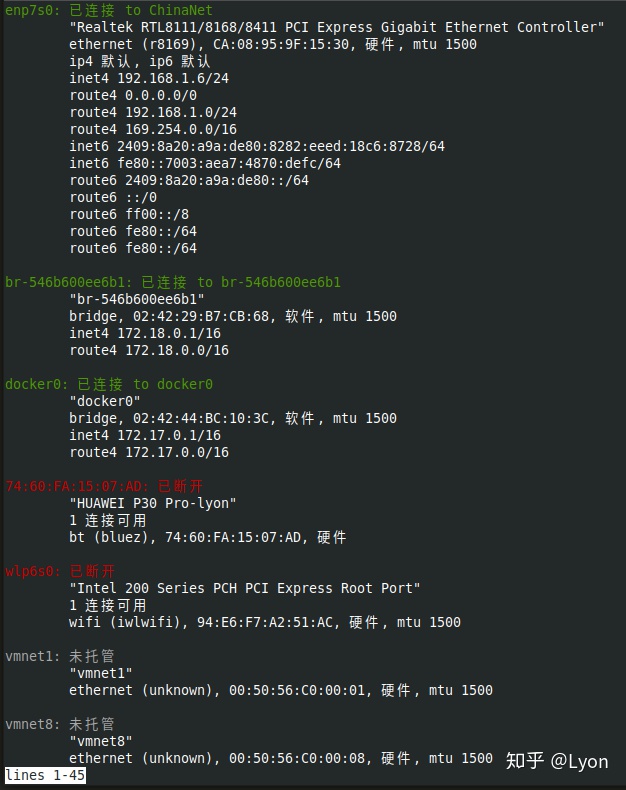 enp7s0: 已连接 to ChinaNet
"Realtek RTL8111/8168/8411 PCI Express Gigabit Ethernet Controller"
ethernet (r8169), CA:08:95:9F:15:30, 硬件, mtu 1500
ip4 默认, ip6 默认
inet4 192.168.1.6/24
route4 0.0.0.0/0
route4 192.168.1.0/24
route4 169.254.0.0/16
inet6 2409:8a20:a9a:de80:8282:eeed:18c6:8728/64
inet6 fe80::7003:aea7:4870:defc/64
route6 2409:8a20:a9a:de80::/64
route6 ::/0
route6 ff00::/8
route6 fe80::/64
route6 fe80::/64
br-546b600ee6b1: 已连接 to br-546b600ee6b1
"br-546b600ee6b1"
bridge, 02:42:29:B7:CB:68, 软件, mtu 1500
inet4 172.18.0.1/16
route4 172.18.0.0/16
docker0: 已连接 to docker0
"docker0"
bridge, 02:42:44:BC:10:3C, 软件, mtu 1500
inet4 172.17.0.1/16
route4 172.17.0.0/16
74:60:FA:15:07:AD: 已断开
"HUAWEI P30 Pro-lyon"
1 连接可用
bt (bluez), 74:60:FA:15:07:AD, 硬件
wlp6s0: 已断开
"Intel 200 Series PCH PCI Express Root Port"
1 连接可用
wifi (iwlwifi), 94:E6:F7:A2:51:AC, 硬件, mtu 1500
vmnet1: 未托管
"vmnet1"
ethernet (unknown), 00:50:56:C0:00:01, 硬件, mtu 1500
vmnet8: 未托管
"vmnet8"
ethernet (unknown), 00:50:56:C0:00:08, 硬件, mtu 1500
知乎 @Lyon
lines 1-45